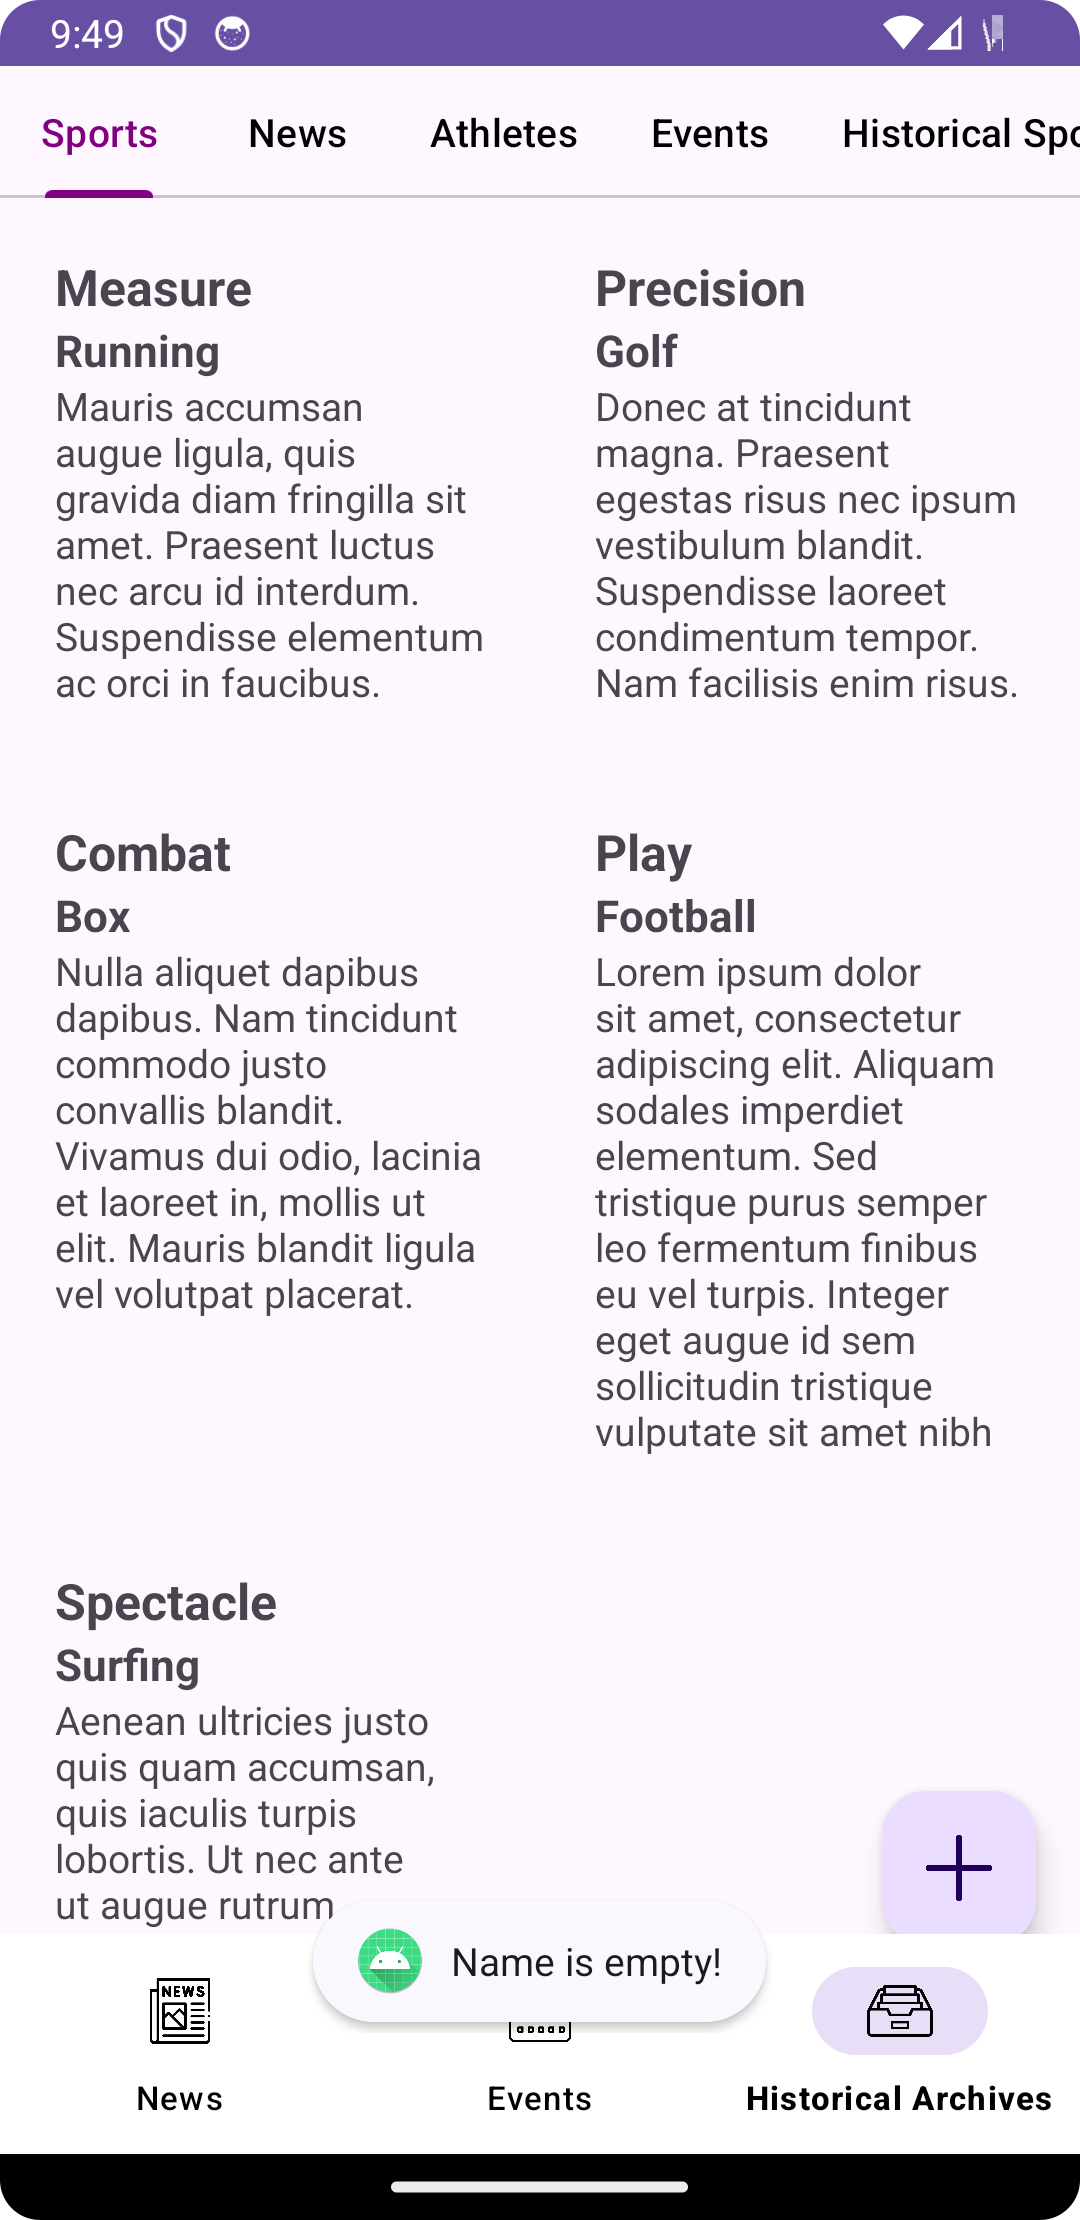 9:49
Sports
News
Athletes
Events
Historical Spo
Measure
Running
Mauris accumsan
augue ligula, quis
gravida diam fringilla sit
amet. Praesent luctus
nec arcu id interdum.
Suspendisse elementum
ac orci in faucibus.
Precision
Golf
Donec at tincidunt
magna. Praesent
egestas risus nec ipsum
vestibulum blandit.
Suspendisse laoreet
condimentum tempor.
Nam facilisis enim risus.
Combat
Box
Nulla aliquet dapibus
dapibus. Nam tincidunt
commodo justo
convallis blandit.
Vivamus dui odio, lacinia
et laoreet in, mollis ut
elit. Mauris blandit ligula
vel volutpat placerat.
Play
Football
Lorem ipsum dolor
sit amet, consectetur
adipiscing elit. Aliquam
sodales imperdiet
elementum. Sed
tristique purus semper
leo fermentum finibus
eu vel turpis. Integer
eget augue id sem
sollicitudin tristique
vulputate sit amet nibh
Spectacle
Surfing
Aenean ultricies justo
quis quam accumsan,
quis iaculis turpis
lobortis. Ut nec ante
ut augue rutrum
Name is empty!
NEWS
News
Events
Historical Archives